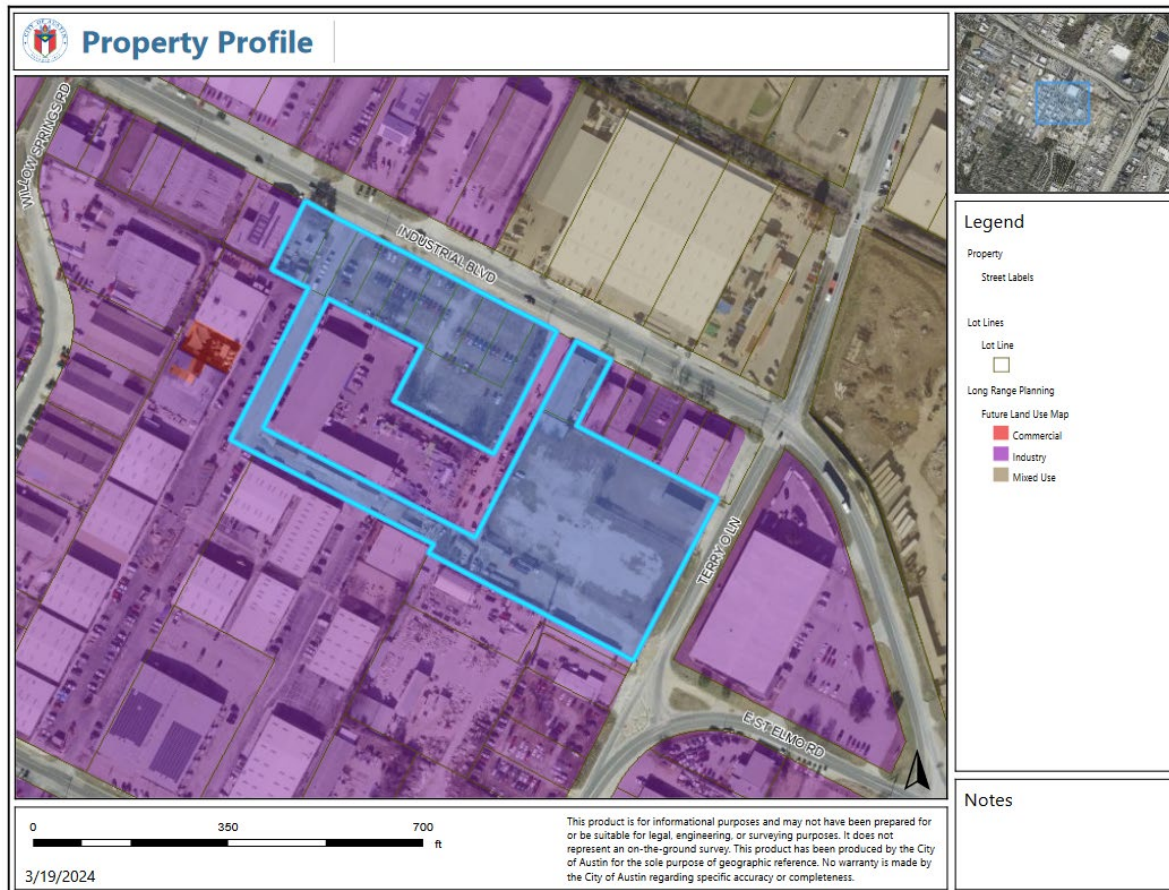 Property Profile
WILLOW SPRINGS RD
INDUSTRIAL BLVD
TERRY O LN
E ST ELMO RD
Legend
Property
Street Labels
Lot Lines
Lot Line
Long Range Planning
Future Land Use Map
Commercial
Industry
Mixed Use
Notes
0 350 700
ft
3/19/2024
This product is for informational purposes and may not have been prepared for
or be suitable for legal, engineering, or surveying purposes. It does not
represent an on-the-ground survey. This product has been produced by the City
of Austin for the sole purpose of geographic reference. No warranty is made by
the City of Austin regarding specific accuracy or completeness.